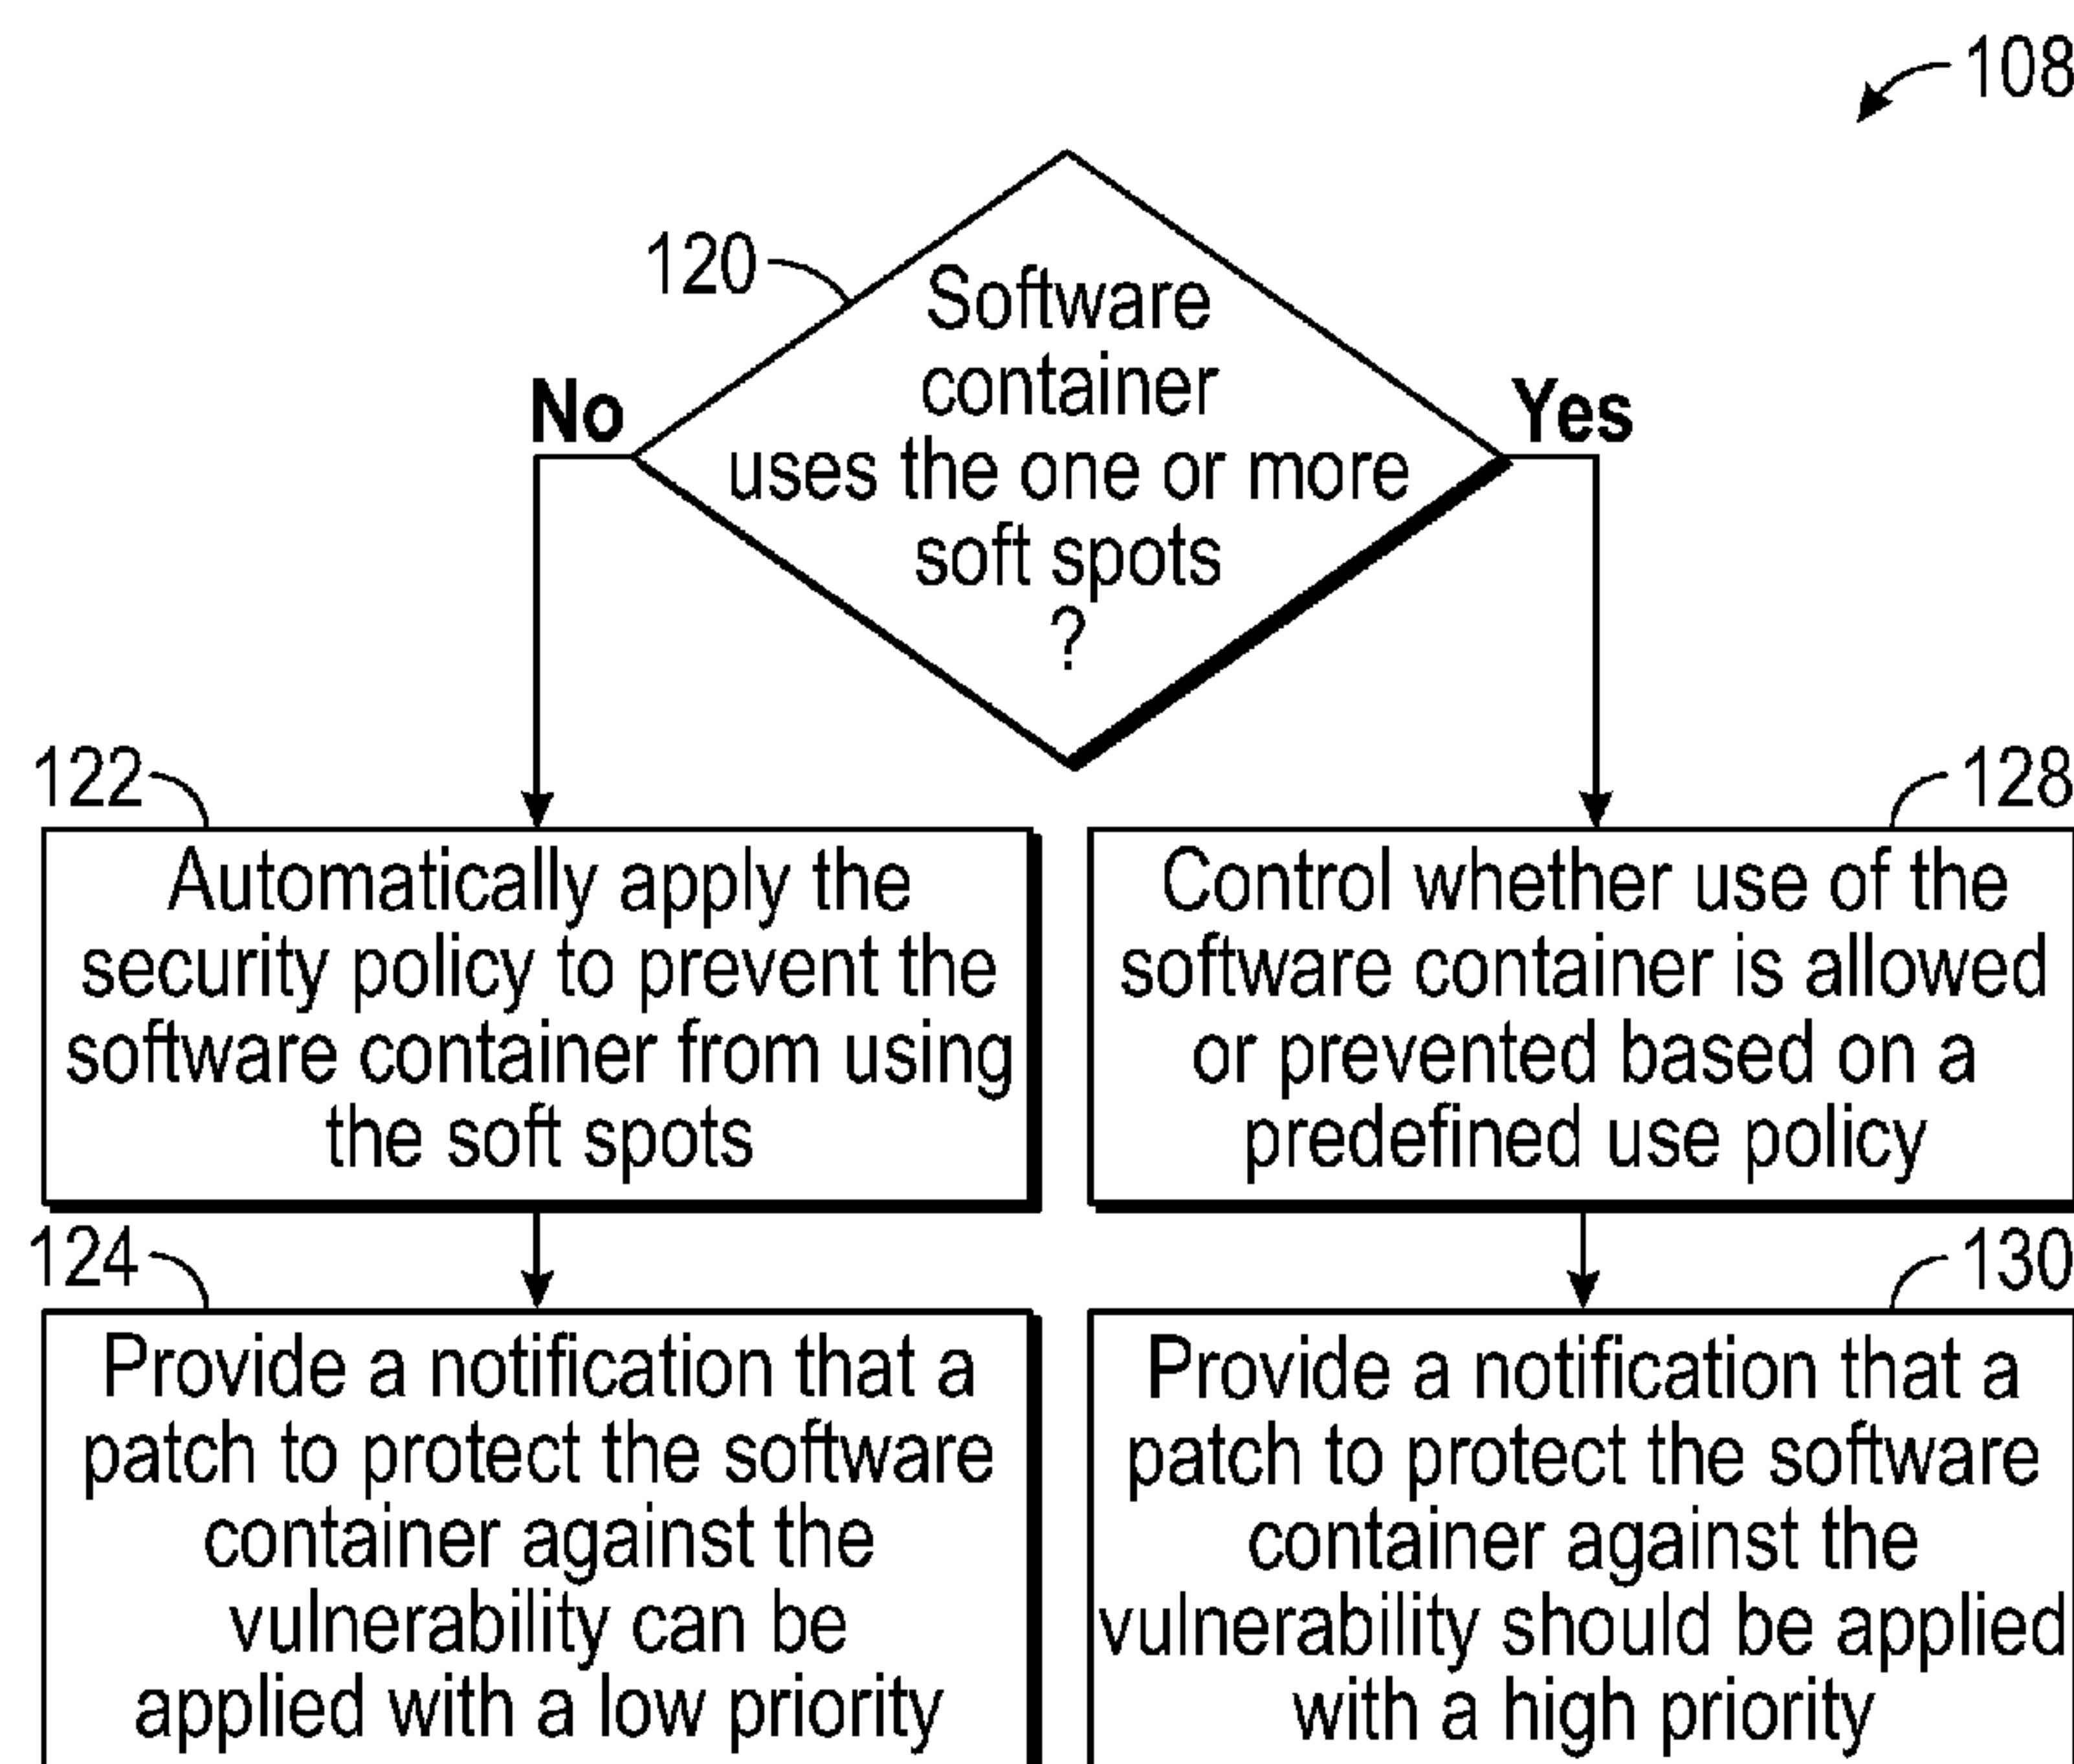 108
120
Software
container
uses the one or more
soft spots
?
No
Yes
122
Automatically apply the
security policy to prevent the
software container from using
the soft spots
128
Control whether use of the
software container is allowed
or prevented based on a
predefined use policy
124
Provide a notification that a
patch to protect the software
container against the
vulnerability can be
applied with a low priority
130
Provide a notification that a
patch to protect the software
container against the
vulnerability should be applied
with a high priority